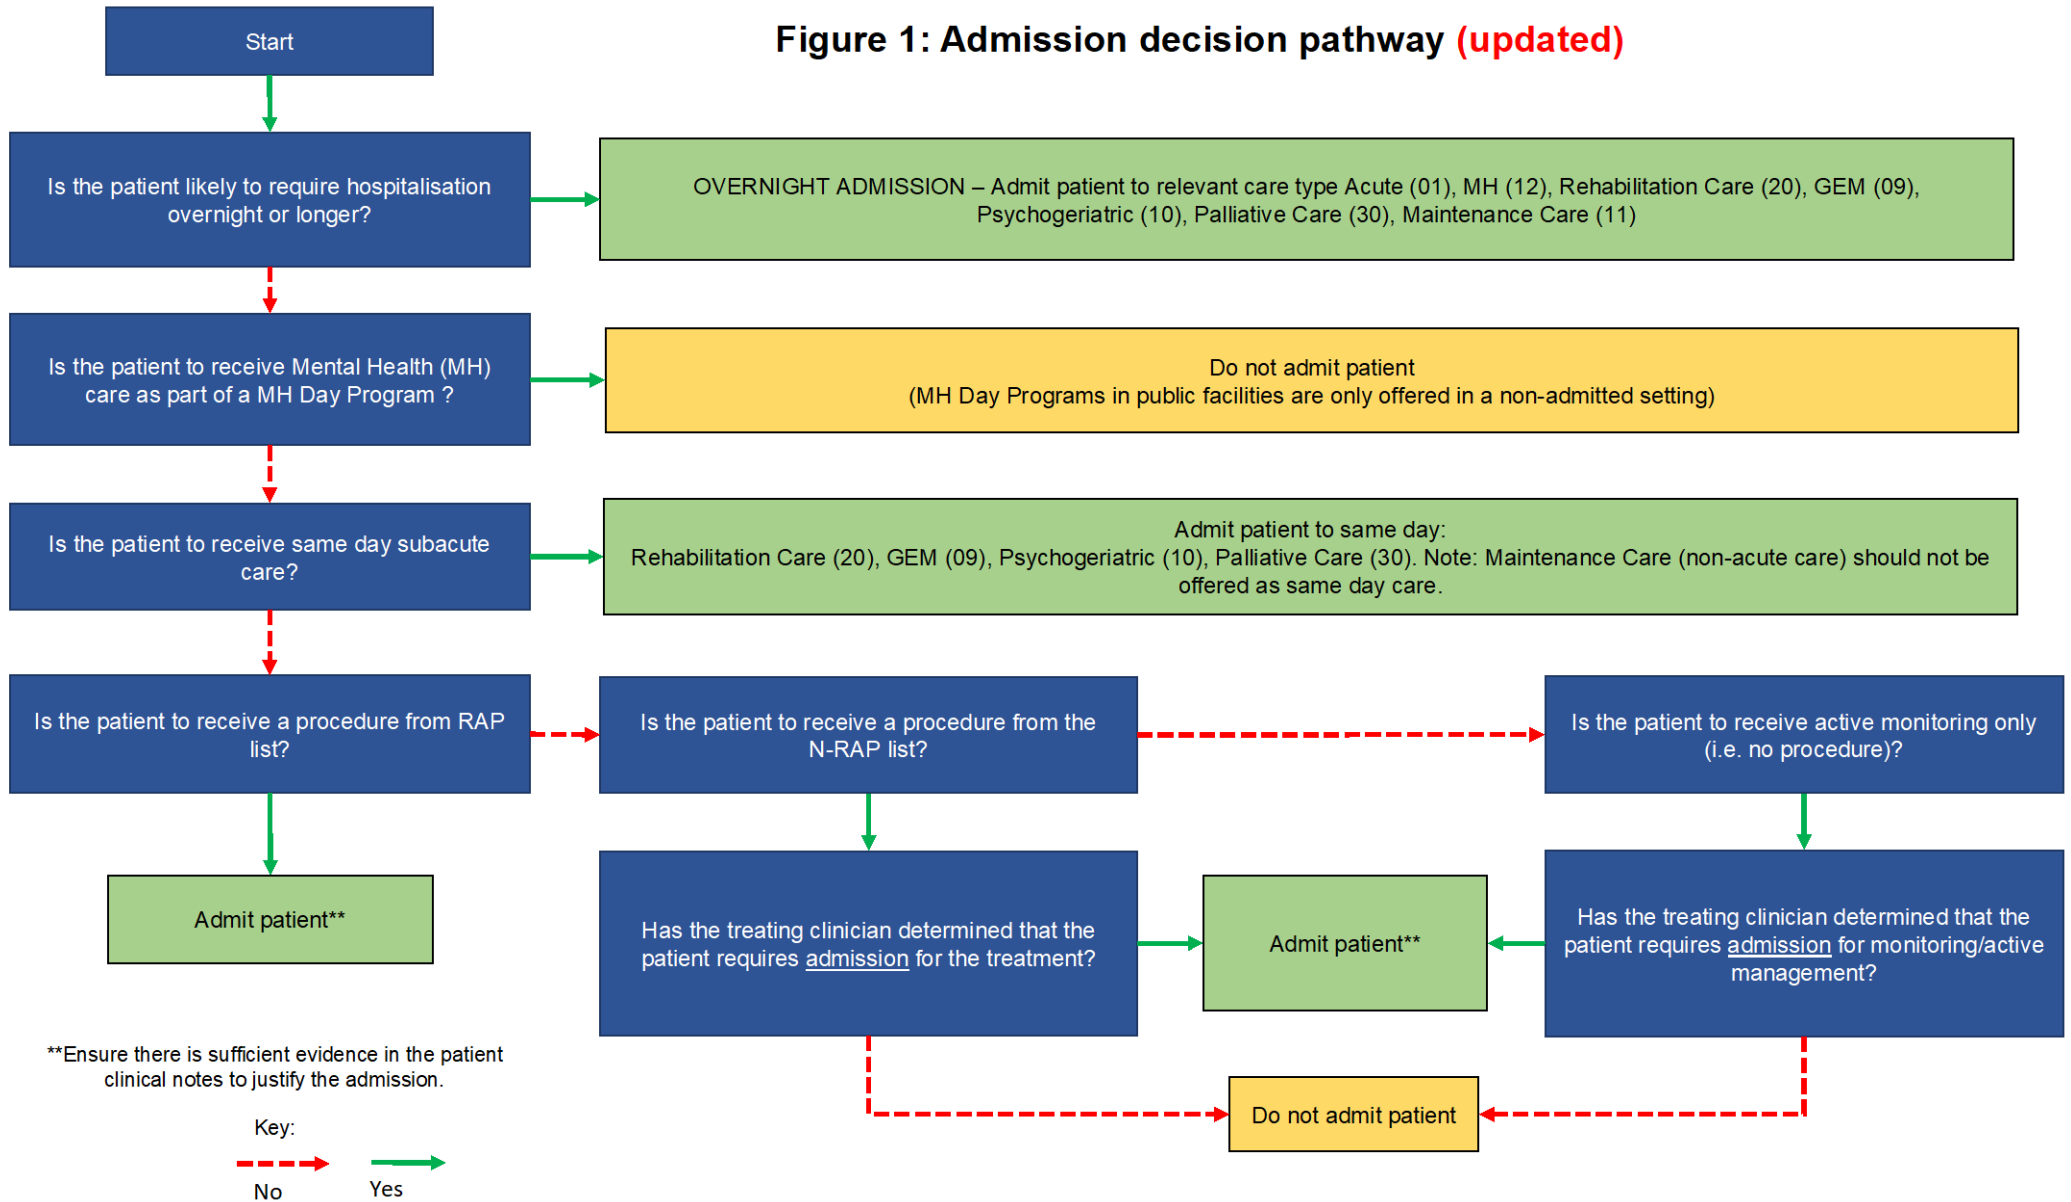 Start
Figure 1: Admission decision pathway (updated)
Is the patient likely to require hospitalisation
overnight or longer?
OVERNIGHT ADMISSION – Admit patient to relevant care type Acute (01), MH (12), Rehabilitation Care (20), GEM (09),
Psychogeriatric (10), Palliative Care (30), Maintenance Care (11)
Is the patient to receive Mental Health (MH)
care as part of a MH Day Program ?
Do not admit patient
(MH Day Programs in public facilities are only offered in a non-admitted setting)
Is the patient to receive same day subacute
care?
Admit patient to same day:
Rehabilitation Care (20), GEM (09), Psychogeriatric (10), Palliative Care (30). Note: Maintenance Care (non-acute care) should not be
offered as same day care.
Is the patient to receive a procedure from RAP
list?
Is the patient to receive a procedure from the
N-RAP list?
Is the patient to receive active monitoring only
(i.e. no procedure)?
Admit patient**
Has the treating clinician determined that the
patient requires admission for the treatment?
Admit patient**
Has the treating clinician determined that the
patient requires admission for monitoring/active
management?
**Ensure there is sufficient evidence in the patient
clinical notes to justify the admission.
Do not admit patient
Key:
No
Yes